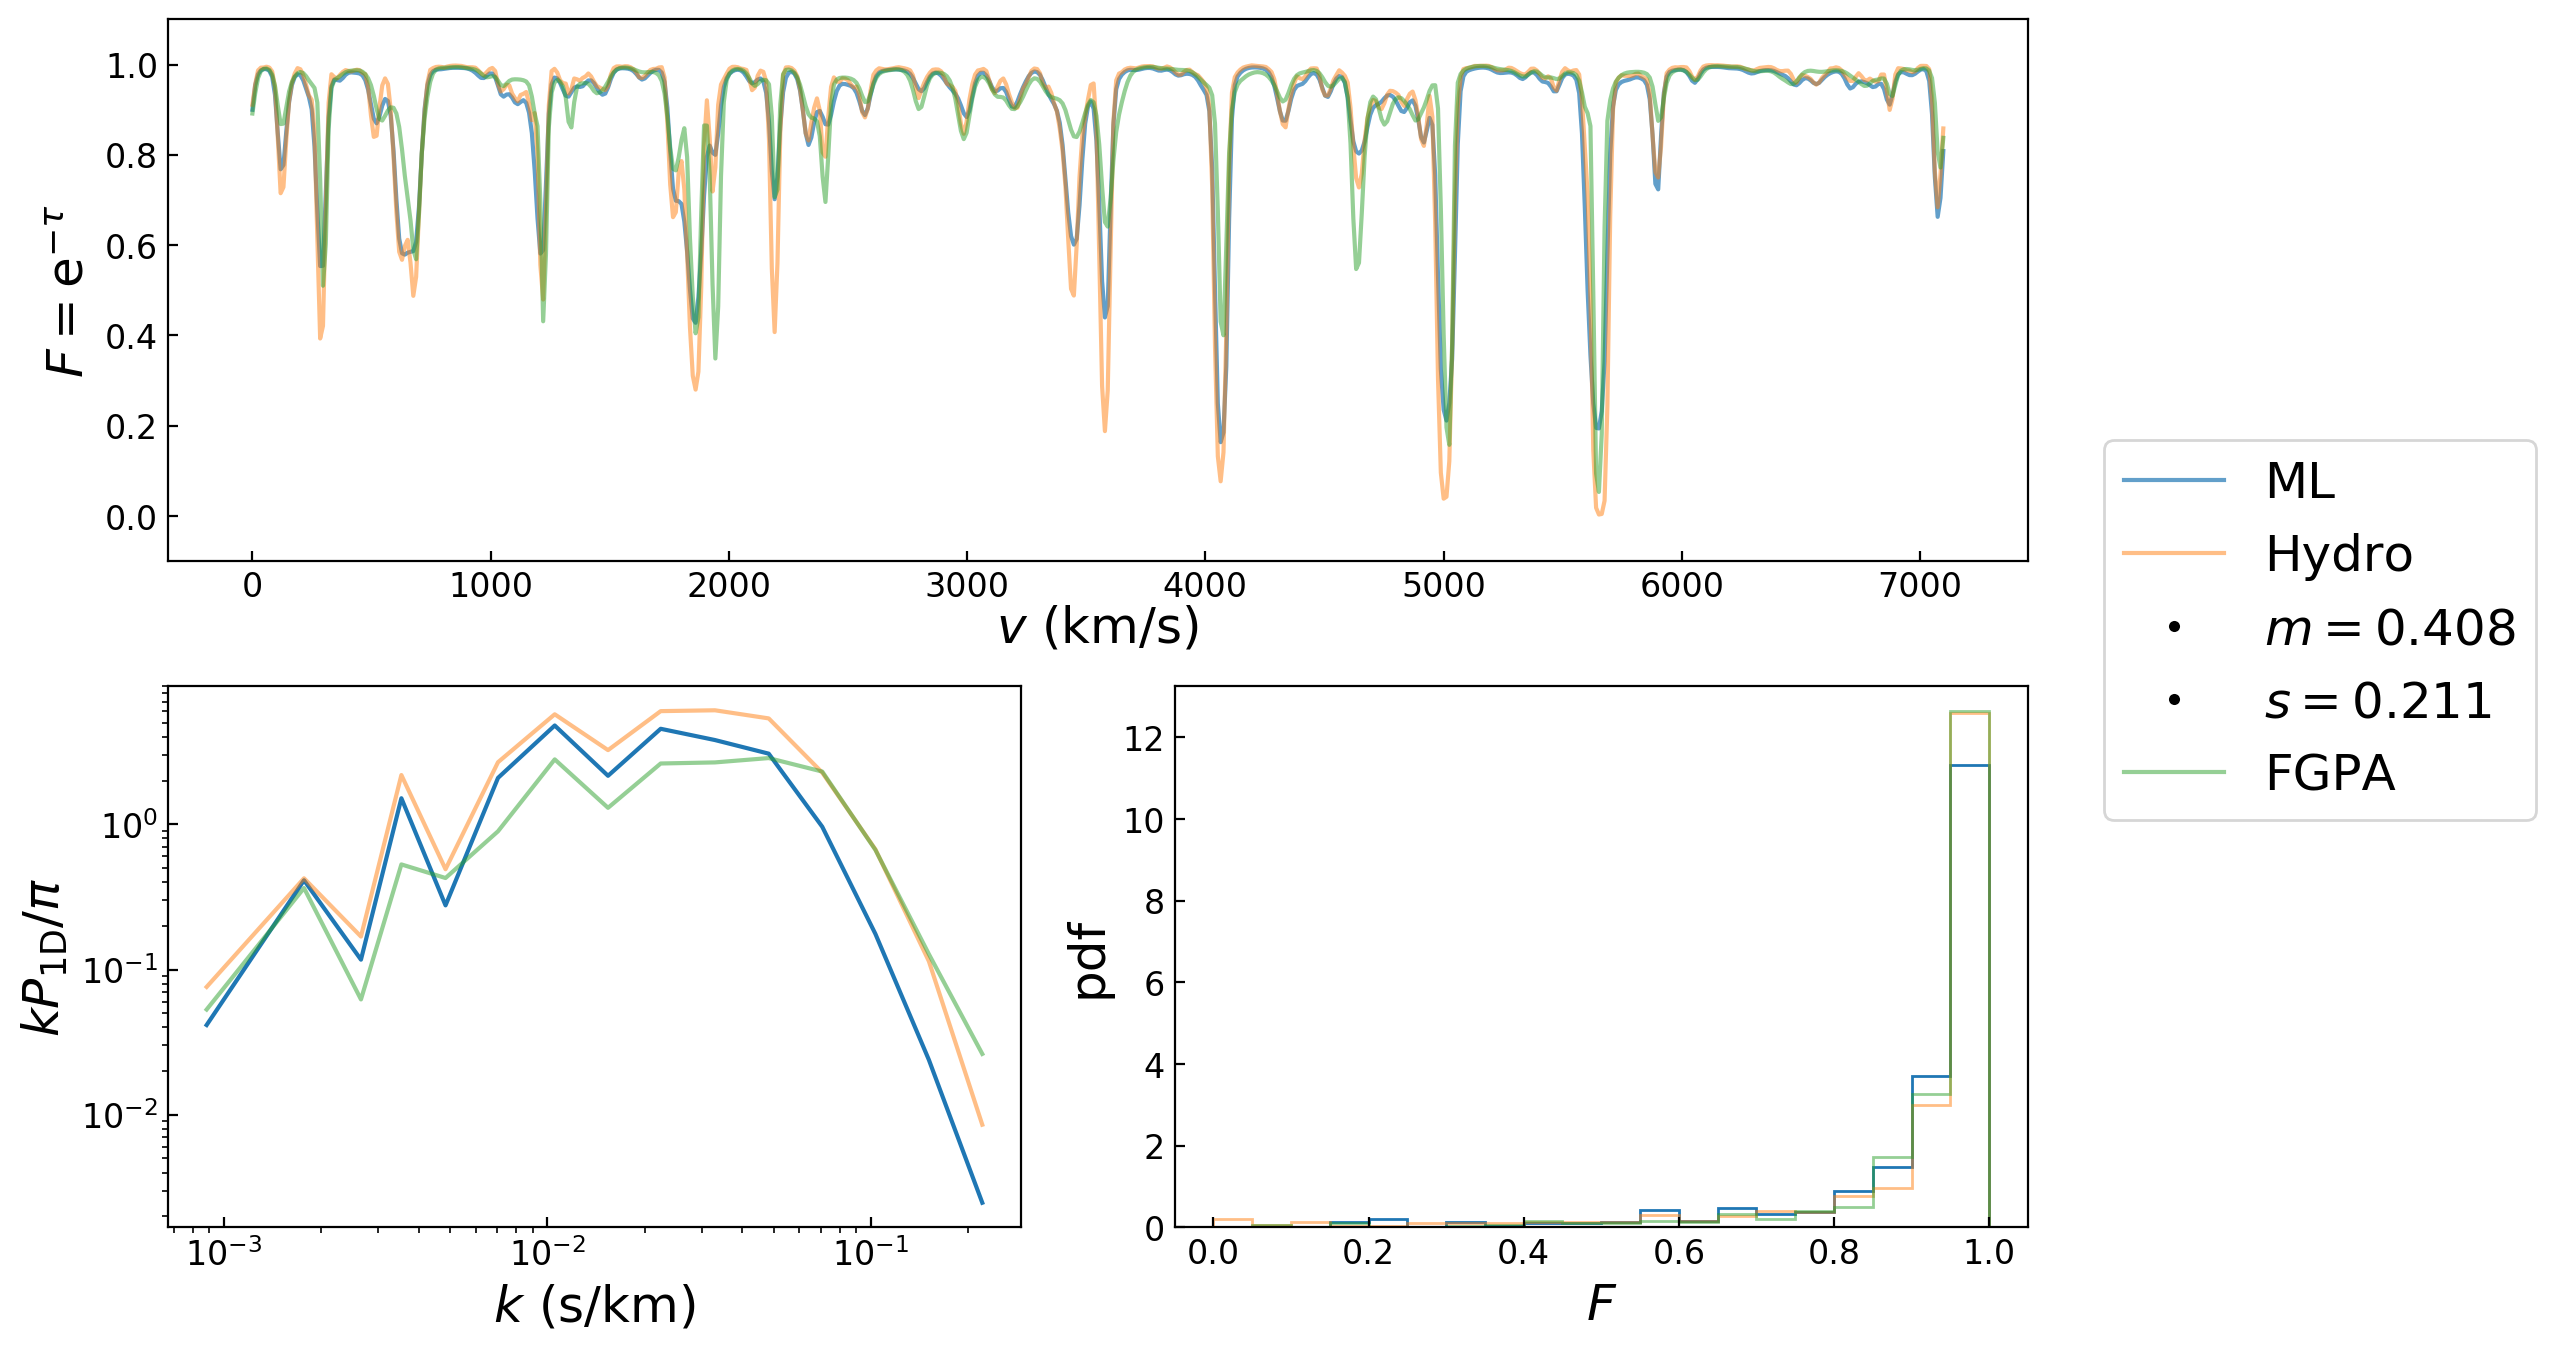 F = e^{−τ}
1.0
0.8
0.6
0.4
0.2
0.0
0 1000 2000 3000 4000 5000 6000 7000
v (km/s)
ML
Hydro
m = 0.408
s = 0.211
FGPA
kP_{1D}/π
10^{0}
10^{−1}
10^{−2}
10^{−3} 10^{−2} 10^{−1}
k (s/km)
pdf
12
10
8
6
4
2
0
0.0 0.2 0.4 0.6 0.8 1.0
F